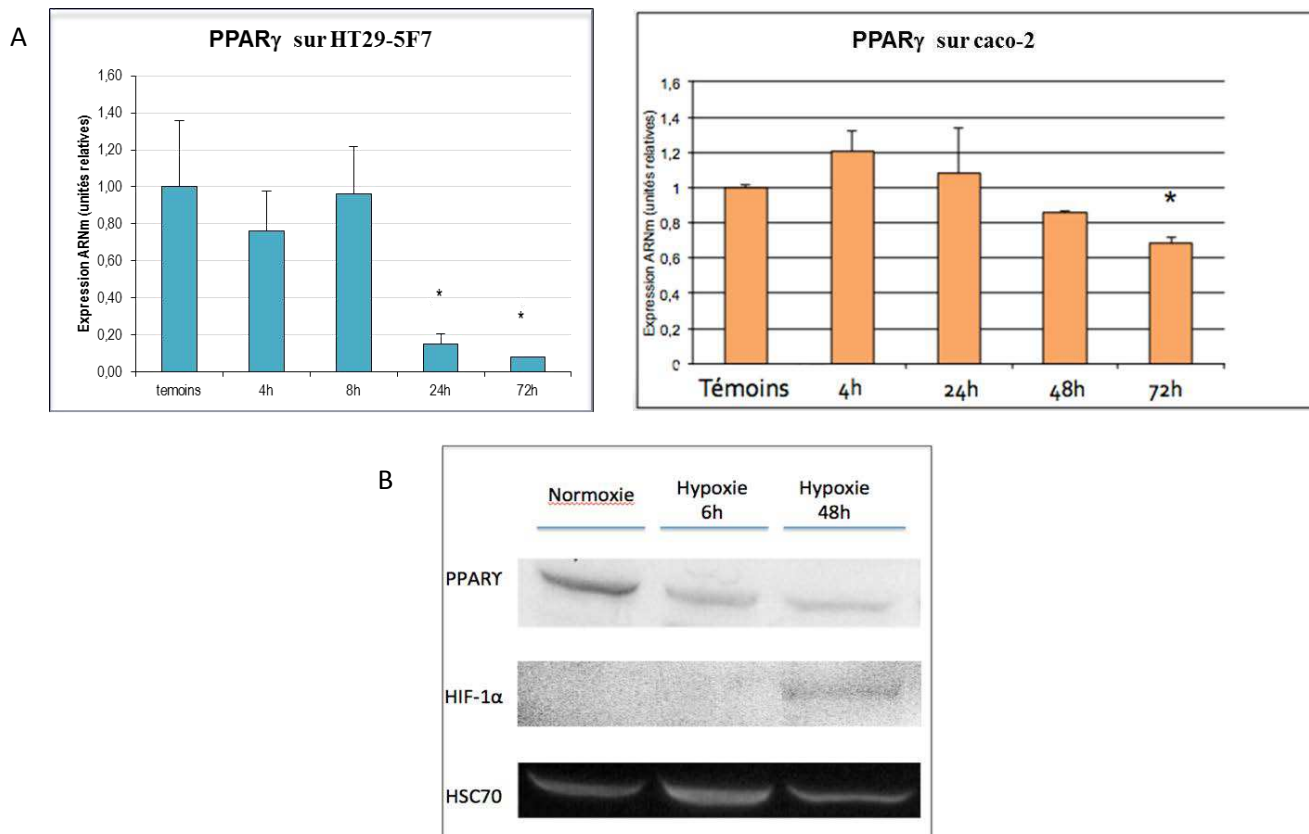 A
PPARγ sur HT29-5F7
Expression ARNm (unités relatives)
1,60
1,40
1,20
1,00
0,80
0,60
0,40
0,20
0,00
*
*
temoins 4h 8h 24h 72h
PPARγ sur caco-2
Expression ARNm (unités relatives)
1,6
1,4
1,2
1
0,8
0,6
0,4
0,2
0
*
Témoins 4h 24h 48h 72h
B
Normoxie Hypoxie Hypoxie
6h 48h
PPARϒ
HIF-1α
HSC70